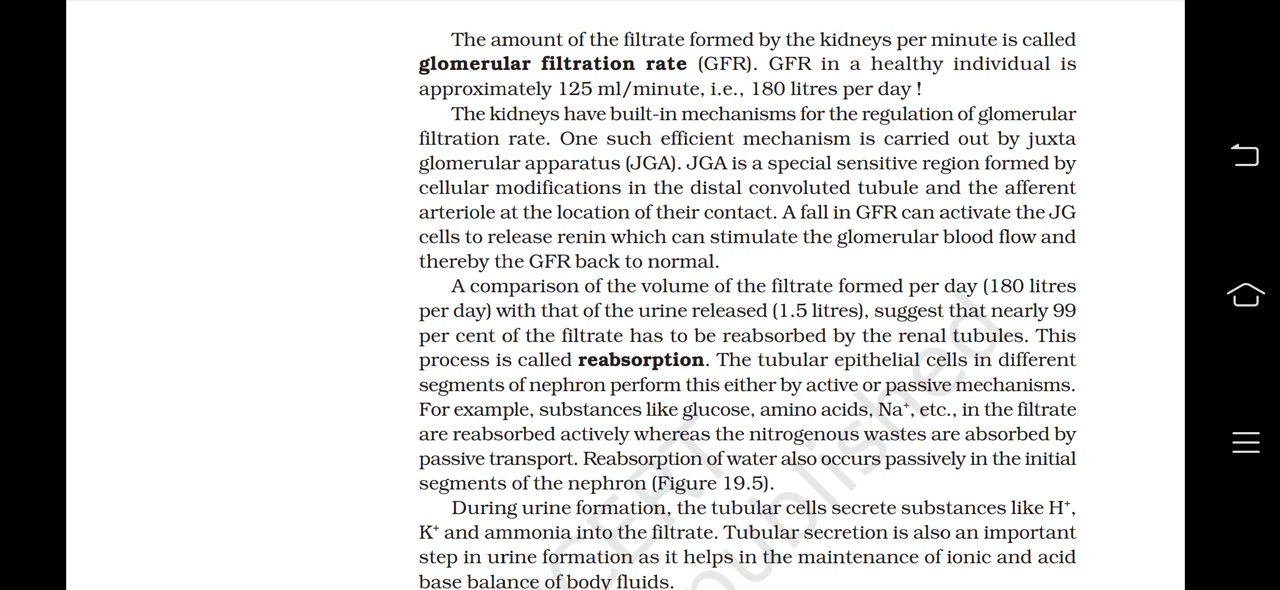 The amount of the filtrate formed by the kidneys per minute is called
glomerular filtration rate (GFR). GFR in a healthy individual is
approximately 125 ml/minute, i.e., 180 litres per day !
The kidneys have built-in mechanisms for the regulation of glomerular
filtration rate. One such efficient mechanism is carried out by juxta
glomerular apparatus (JGA). JGA is a special sensitive region formed by
cellular modifications in the distal convoluted tubule and the afferent
arteriole at the location of their contact. A fall in GFR can activate the JG
cells to release renin which can stimulate the glomerular blood flow and
thereby the GFR back to normal.
A comparison of the volume of the filtrate formed per day (180 litres
per day) with that of the urine released (1.5 litres), suggest that nearly 99
per cent of the filtrate has to be reabsorbed by the renal tubules. This
process is called reabsorption. The tubular epithelial cells in different
segments of nephron perform this either by active or passive mechanisms.
For example, substances like glucose, amino acids, Na⁺, etc., in the filtrate
are reabsorbed actively whereas the nitrogenous wastes are absorbed by
passive transport. Reabsorption of water also occurs passively in the initial
segments of the nephron (Figure 19.5).
During urine formation, the tubular cells secrete substances like H⁺,
K⁺ and ammonia into the filtrate. Tubular secretion is also an important
step in urine formation as it helps in the maintenance of ionic and acid
base balance of body fluids.